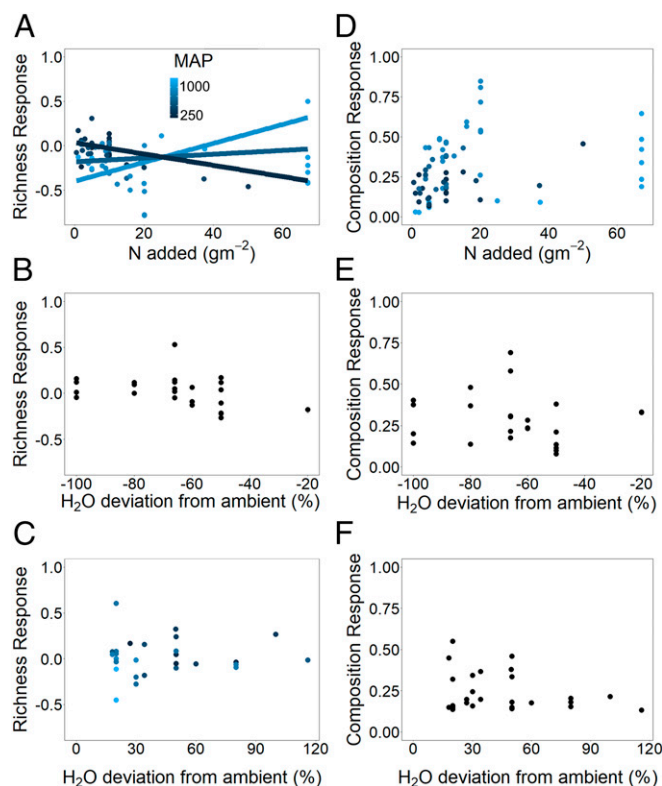 A
Richness Response
1.0
0.5
0.0
-0.5
MAP
1000
250
0 20 40 60
N added (gm⁻²)
D
Composition Response
1.00
0.75
0.50
0.25
0.00
0 20 40 60
N added (gm⁻²)
B
Richness Response
1.0
0.5
0.0
-0.5
-100 -80 -60 -40 -20
H₂O deviation from ambient (%)
E
Composition Response
1.00
0.75
0.50
0.25
0.00
-100 -80 -60 -40 -20
H₂O deviation from ambient (%)
C
Richness Response
1.0
0.5
0.0
-0.5
0 30 60 90 120
H₂O deviation from ambient (%)
F
Composition Response
1.00
0.75
0.50
0.25
0.00
0 30 60 90 120
H₂O deviation from ambient (%)